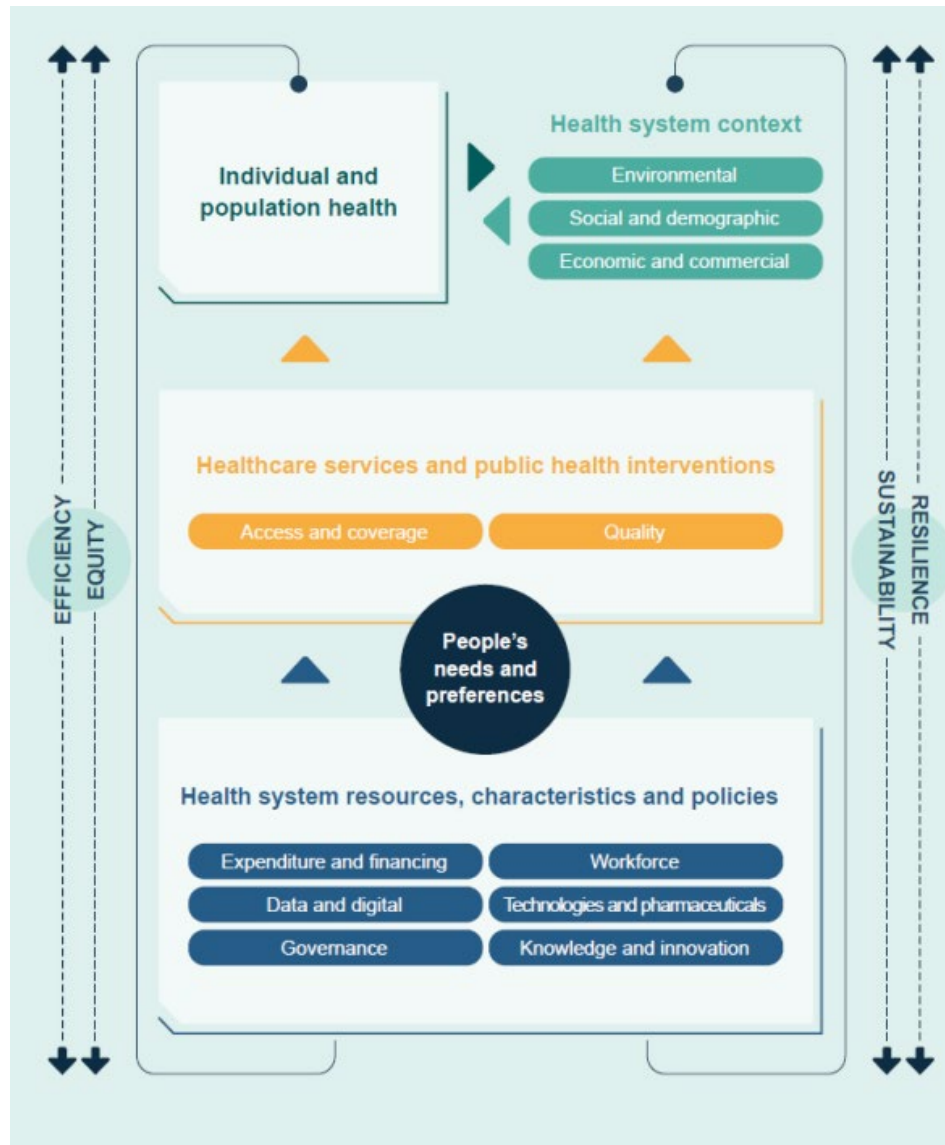 Individual and
population health
Health system context
Environmental
Social and demographic
Economic and commercial
Healthcare services and public health interventions
Access and coverage
Quality
People's
needs and
preferences
Health system resources, characteristics and policies
Expenditure and financing
Workforce
Data and digital
Technologies and pharmaceuticals
Governance
Knowledge and innovation
EFFICIENCY
EQUITY
SUSTAINABILITY
RESILIENCE